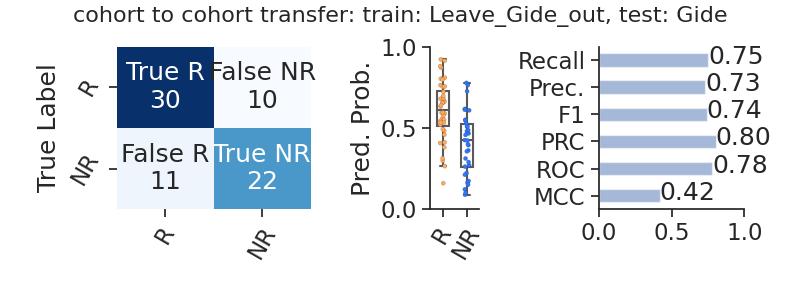 cohort to cohort transfer: train: Leave_Gide_out, test: Gide
True Label
R
NR
True R
30
False NR
10
False R
11
True NR
22
R
NR
Pred. Prob.
1.0
0.5
0.0
R
NR
Recall
0.75
Prec.
0.73
F1
0.74
PRC
0.80
ROC
0.78
MCC
0.42
0.0
0.5
1.0